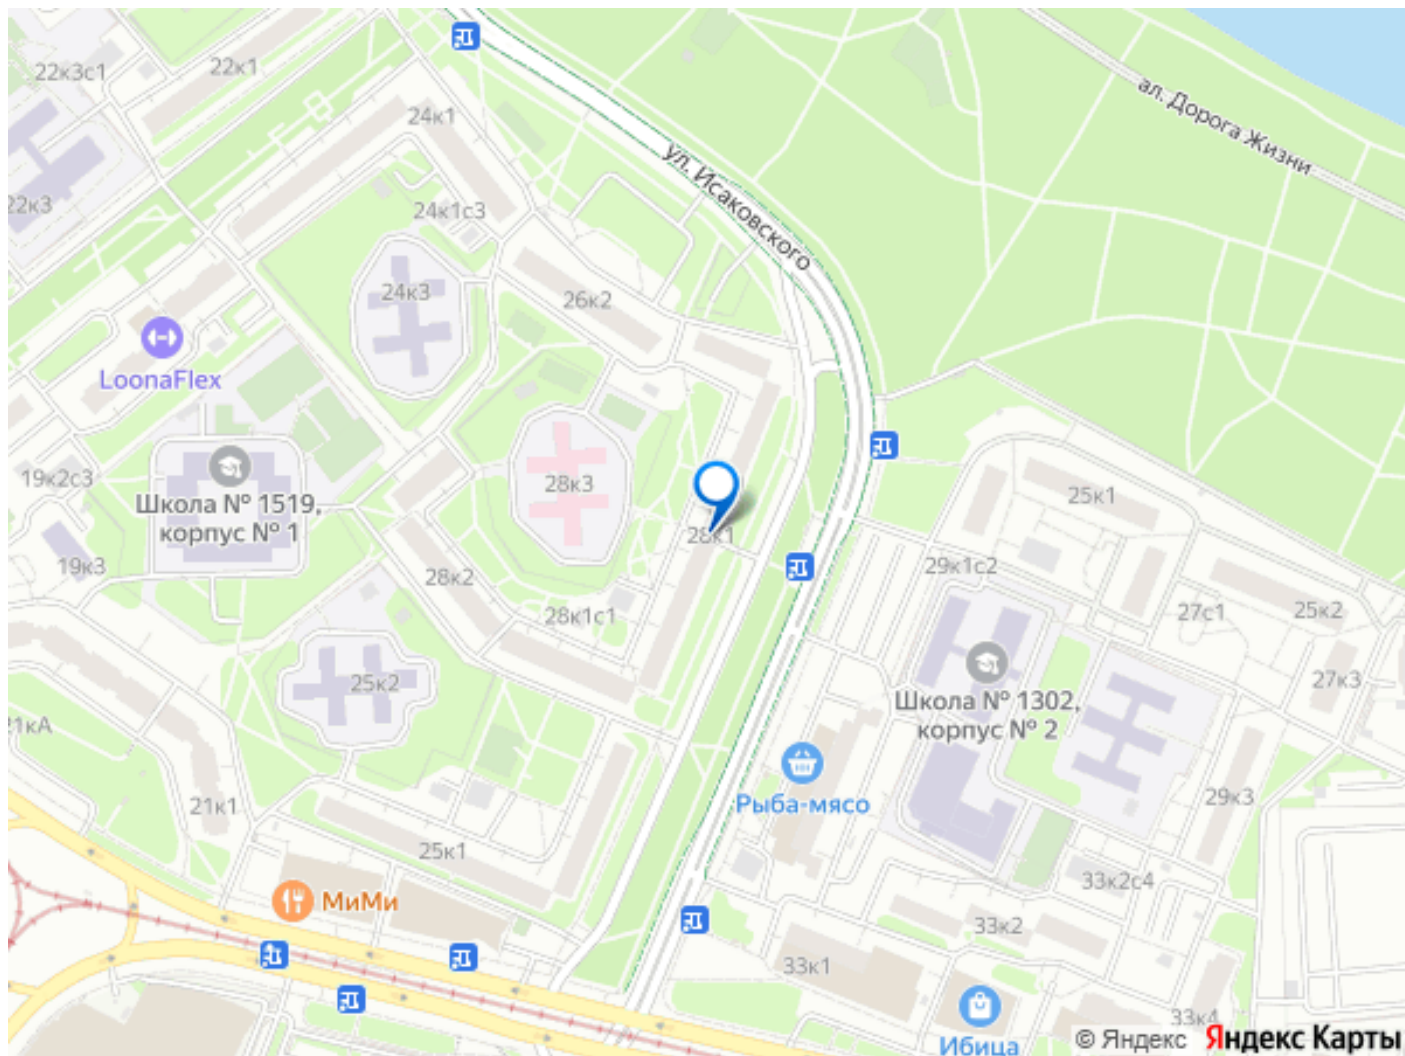 22к3с1
22к1
ал. Дорога Жизни
24к1
ул. Исаковского
22к3
24к1с3
24к3
26к2
LoonaFlex
19к2с3
Школа № 1519,
корпус № 1
28к3
25к1
28к1
19к3
28к2
29к1с2
28к1с1
27с1
25к2
25к2
27к3
Школа № 1302,
корпус № 2
21кА
21к1
Рыба-мясо
29к3
25к1
33к2с4
МиМи
33к2
33к1
33к4
Ибица
© Яндекс Яндекс Карты